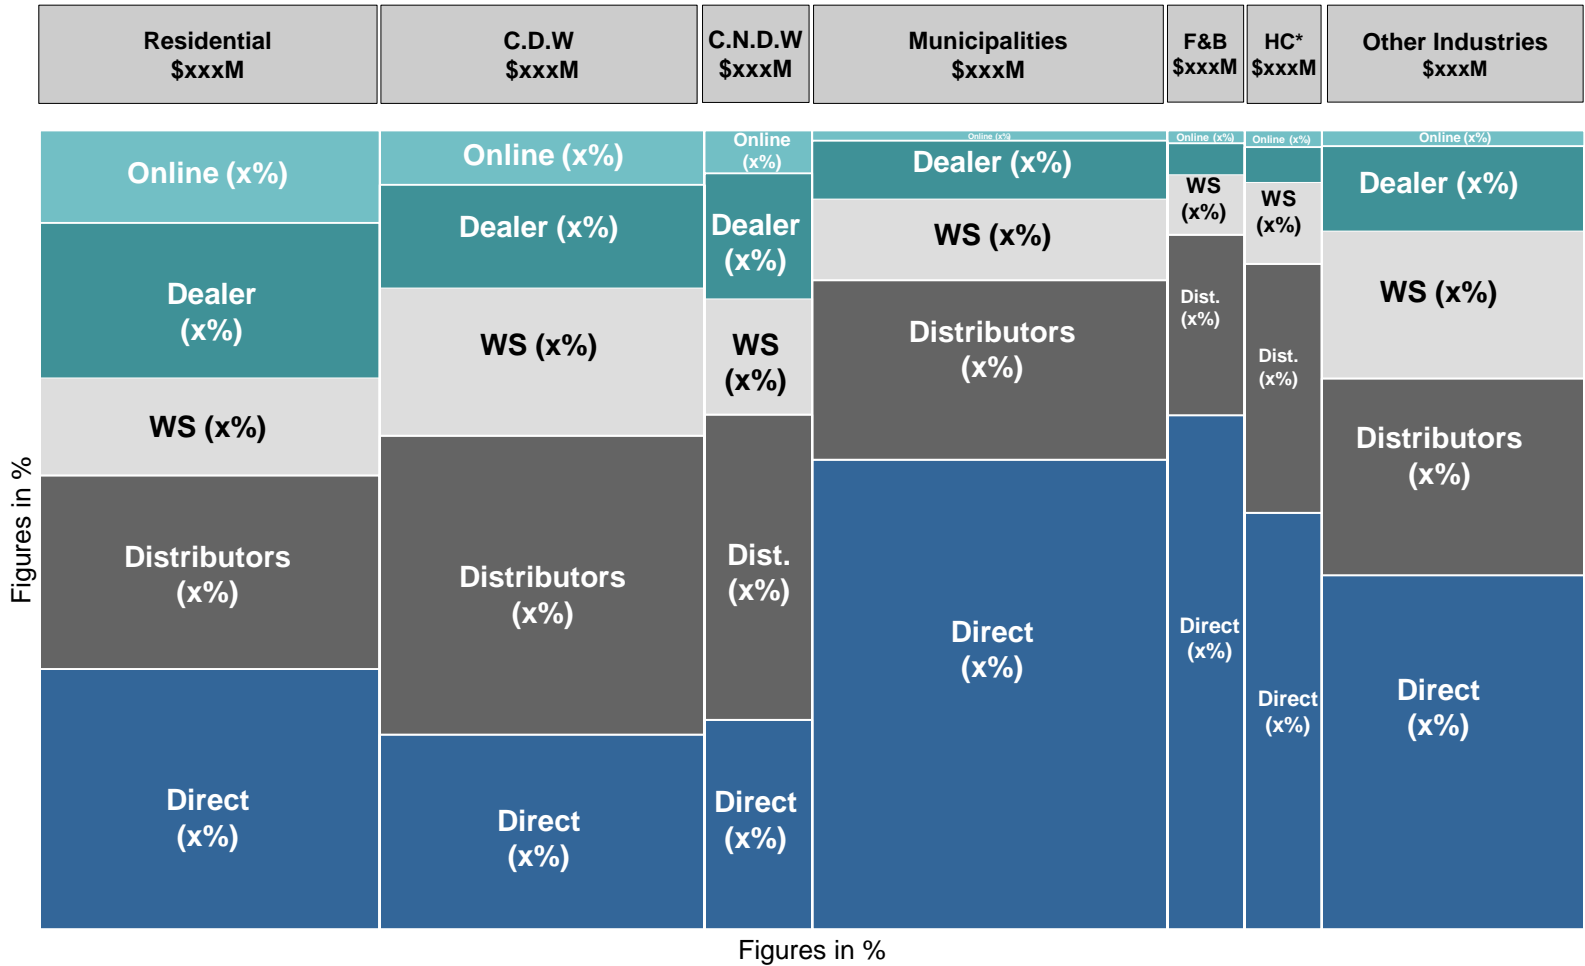 Residential
$xxxM
C.D.W
$xxxM
C.N.D.W
$xxxM
Municipalities
$xxxM
F&B
$xxxM
HC*
$xxxM
Other Industries
$xxxM
Online (x%)
Dealer
(x%)
WS (x%)
Distributors
(x%)
Direct
(x%)
Online (x%)
Dealer (x%)
WS (x%)
Distributors
(x%)
Direct
(x%)
Online
(x%)
Dealer
(x%)
WS
(x%)
Dist.
(x%)
Direct
(x%)
Online (x%)
Dealer (x%)
WS (x%)
Distributors
(x%)
Direct
(x%)
Online (x%)
WS
(x%)
Dist.
(x%)
Direct
(x%)
Online (x%)
WS
(x%)
Dist.
(x%)
Direct
(x%)
Online (x%)
Dealer (x%)
WS (x%)
Distributors
(x%)
Direct
(x%)
Figures in %
Figures in %